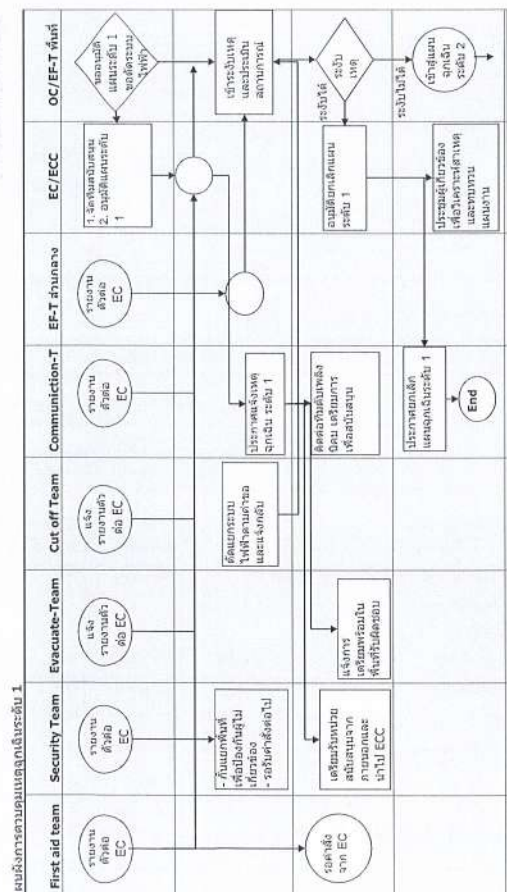 ผบผังการควบคุมเหตุฉุกเฉินระดับ 1
First aid team
Security Team
Evacuate-Team
Cut off Team
Communiction-T
EF-T ส่วนกลาง
EC/ECC
OC/EF-T พื้นที่
รายงาน
ตัวต่อ
EC
รายงาน
ตัวต่อ
EC
แจ้ง
รายงานตัว
ต่อ EC
แจ้ง
รายงานตัว
ต่อ EC
รายงาน
ตัวต่อ
EC
รายงาน
ตัวต่อ
EC
1.จัดทีมสนับสนุน
2. อนุมัติแผนระดับ
1
ขออนุมัติ
แผนระดับ 1
ขอตัดระบบ
ไฟฟ้า
- กันแยกพื้นที่
เพื่อป้องกันผู้ไม่
เกี่ยวข้อง
- รอรับคำสั่งต่อไป
ตัดแยกระบบ
ไฟฟ้าตามคำขอ
และแจ้งกลับ
ประกาศแจ้งเหตุ
ฉุกเฉิน ระดับ 1
เข้าระงับเหตุ
และประเมิน
สถานการณ์
รอคำสั่ง
จาก EC
เตรียมรับหน่วย
สนับสนุนจาก
ภายนอกและ
นำไป ECC
แจ้งการ
เตรียมพร้อมใน
พื้นที่รับผิดชอบ
ติดต่อทีมดับเพลิง
นิคม เตรียมการ
เพื่อสนับสนุน
อนุมัติยกเลิกแผน
ระดับ 1
ระงับได้
ระงับ
เหตุ
ระงับไม่ได้
ประกาศยกเลิก
แผนฉุกเฉินระดับ 1
End
ประชุมผู้เกี่ยวข้อง
เพื่อวิเคราะห์สาเหตุ
และทบทวน
แผนงาน
เข้าสู่แผน
ฉุกเฉิน
ระดับ 2